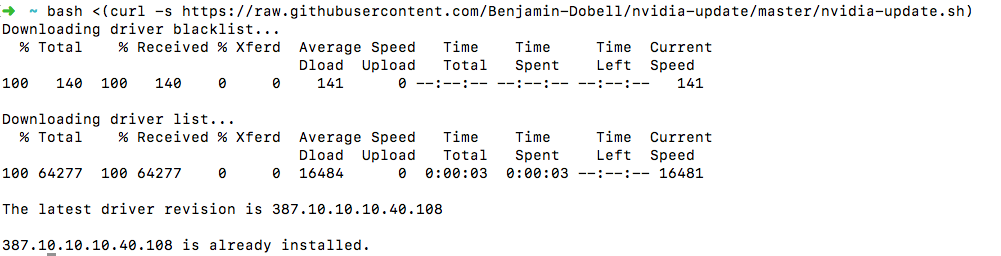 ➜ ~ bash <(curl -s https://raw.githubusercontent.com/Benjamin-Dobell/nvidia-update/master/nvidia-update.sh)
Downloading driver blacklist...
  % Total    % Received % Xferd  Average Speed   Time    Time     Time  Current
                                 Dload  Upload   Total   Spent    Left  Speed
100   140  100   140    0     0    141      0 --:--:-- --:--:-- --:--:--   141
Downloading driver list...
  % Total    % Received % Xferd  Average Speed   Time    Time     Time  Current
                                 Dload  Upload   Total   Spent    Left  Speed
100 64277  100 64277    0     0  16484      0  0:00:03  0:00:03 --:--:-- 16481
The latest driver revision is 387.10.10.10.40.108
387.10.10.10.40.108 is already installed.